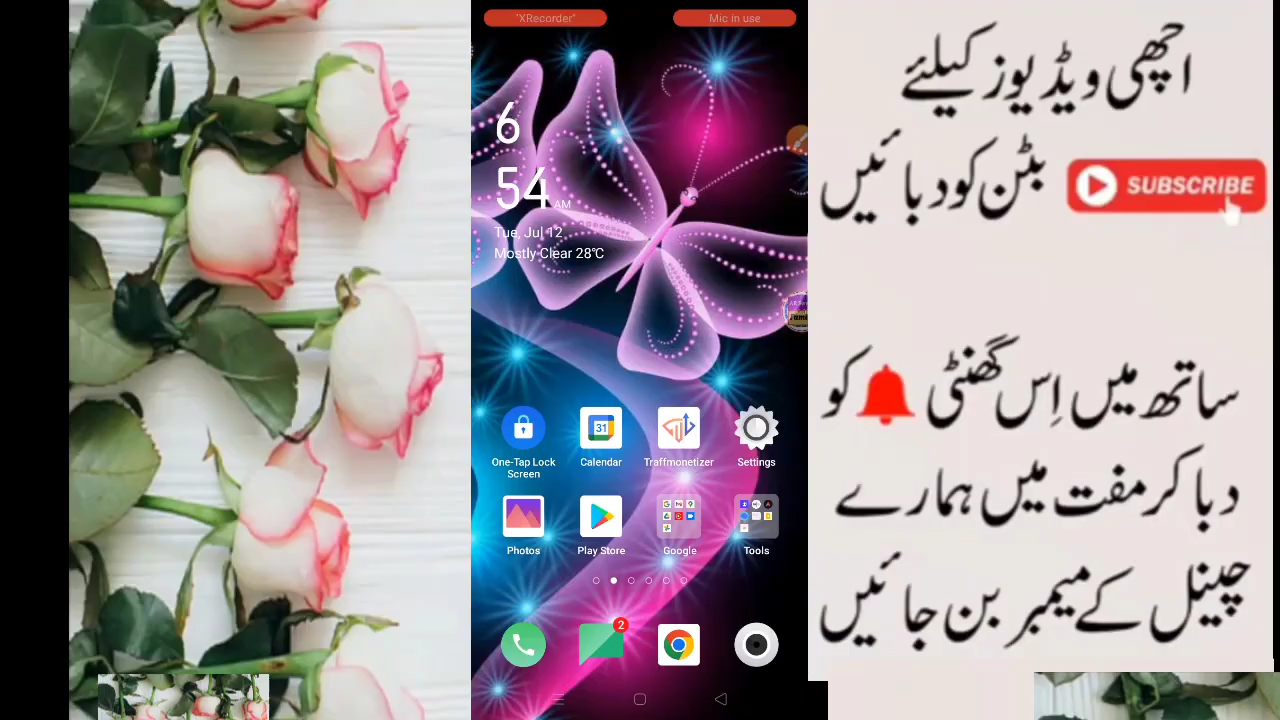 "XRecorder"
Mic in use
6
54 AM
Tue, Jul 12
Mostly Clear 28°C
31
One-Tap Lock
Screen
Calendar
Traffmonetizer
Settings
Photos
Play Store
Google
Tools
2
اچھی ویڈیوز کیلئے
SUBSCRIBE بٹن کو دبائیں
ساتھ میں اِس گھنٹی کو
دبا کر مفت میں ہمارے
چینل کے میمبر بن جائیں